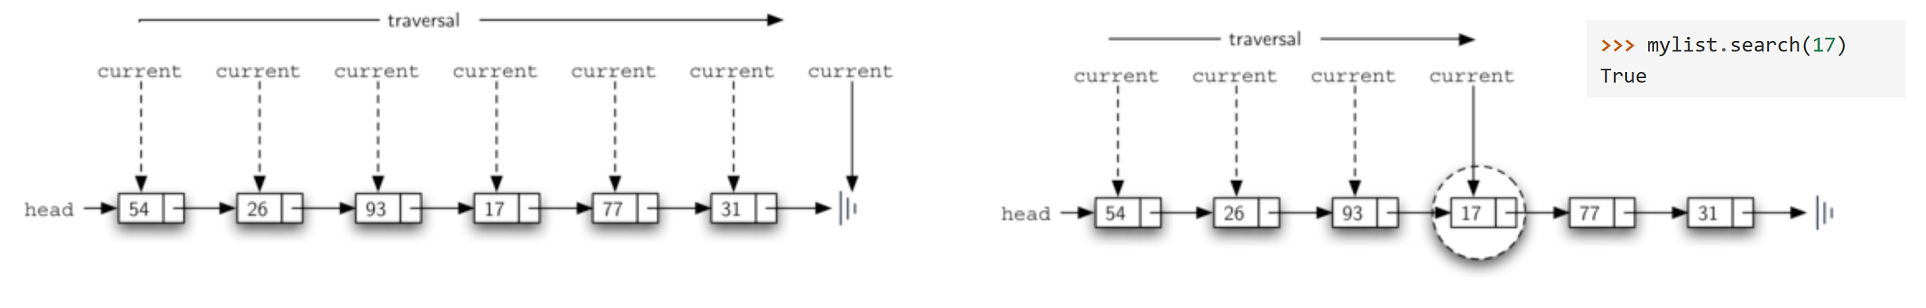 traversal
current current current current current current current
head 54 26 93 17 77 31
traversal
current current current current
head 54 26 93 17 77 31
>>> mylist.search(17)
True